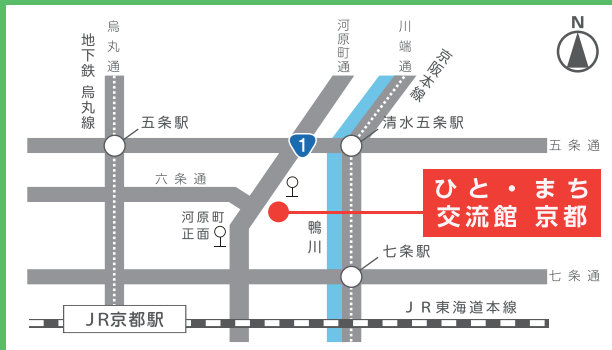 N
地下鉄 烏丸線
烏丸通
河原町通
川端通
京阪本線
五条駅
1
清水五条駅
五条通
六条通
ひと・まち
交流館 京都
河原町
正面
鴨川
七条駅
七条通
JR京都駅
JR東海道本線